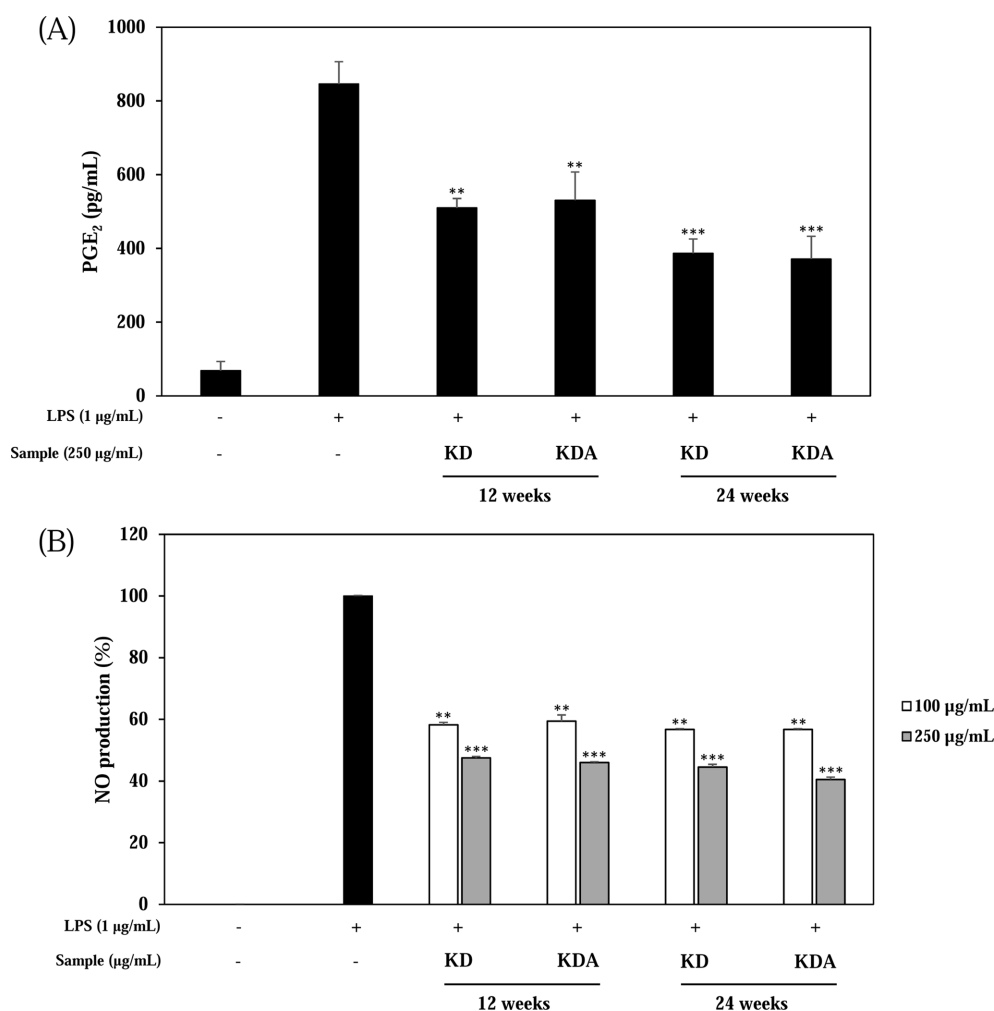 (A)
1000
800
600
400
200
0
PGE₂ (pg/mL)
** ** *** ***
LPS (1 µg/mL) - + + + + +
Sample (250 µg/mL) - - KD KDA KD KDA
12 weeks 24 weeks
(B)
120
100
80
60
40
20
0
NO production (%)
** *** ** *** ** *** ** ***
100 µg/mL
250 µg/mL
LPS (1 µg/mL) - + + + + +
Sample (µg/mL) - - KD KDA KD KDA
12 weeks 24 weeks